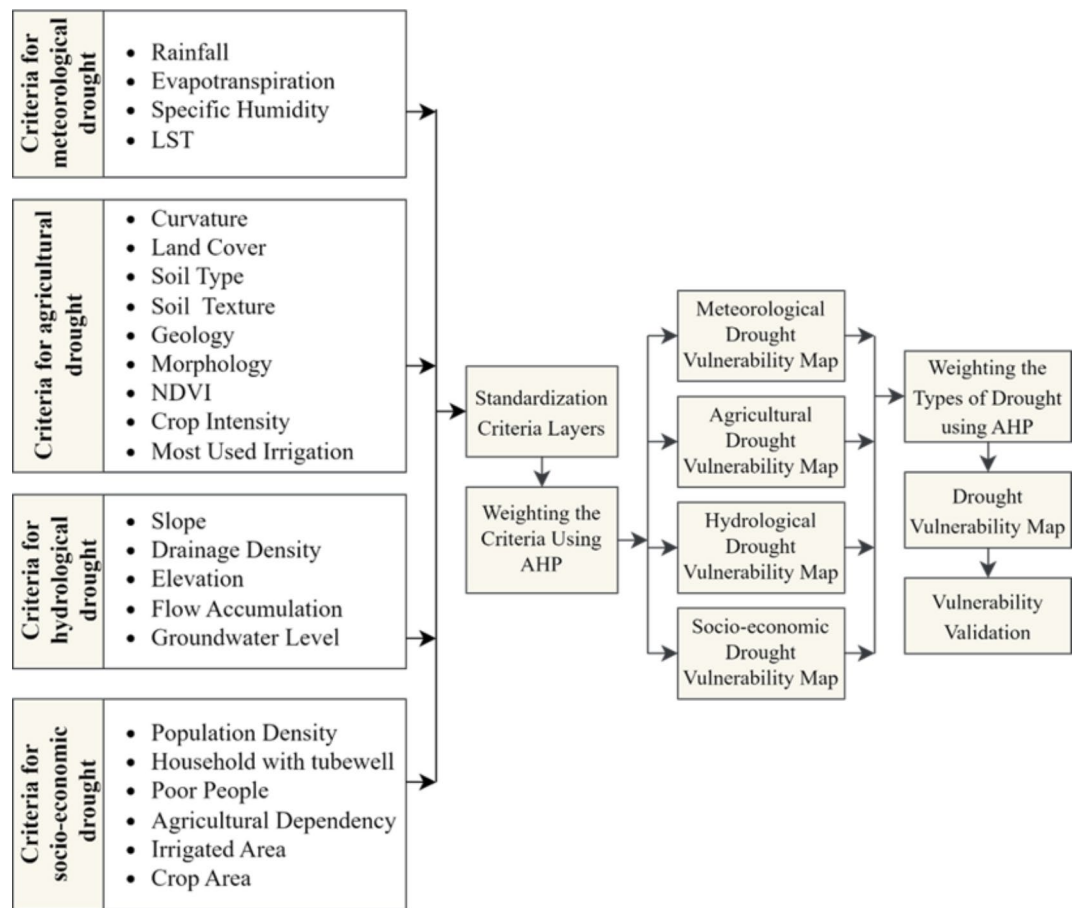 Criteria for
meteorological
drought
• Rainfall
• Evapotranspiration
• Specific Humidity
• LST
Criteria for agricultural
drought
• Curvature
• Land Cover
• Soil Type
• Soil Texture
• Geology
• Morphology
• NDVI
• Crop Intensity
• Most Used Irrigation
Criteria for
hydrological
drought
• Slope
• Drainage Density
• Elevation
• Flow Accumulation
• Groundwater Level
Criteria for
socio-economic
drought
• Population Density
• Household with tubewell
• Poor People
• Agricultural Dependency
• Irrigated Area
• Crop Area
Standardization
Criteria Layers
Weighting the
Criteria Using
AHP
Meteorological
Drought
Vulnerability Map
Agricultural
Drought
Vulnerability Map
Hydrological
Drought
Vulnerability Map
Socio-economic
Drought
Vulnerability Map
Weighting the
Types of Drought
using AHP
Drought
Vulnerability Map
Vulnerability
Validation